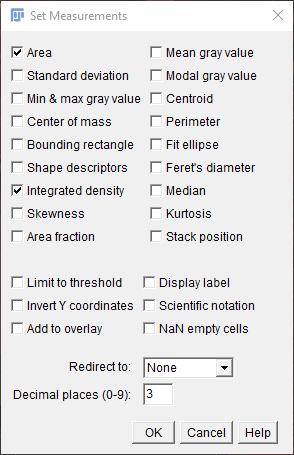 Set Measurements
Area Mean gray value
Standard deviation Modal gray value
Min & max gray value Centroid
Center of mass Perimeter
Bounding rectangle Fit ellipse
Shape descriptors Feret's diameter
Integrated density Median
Skewness Kurtosis
Area fraction Stack position
Limit to threshold Display label
Invert Y coordinates Scientific notation
Add to overlay NaN empty cells
Redirect to: None
Decimal places (0-9): 3
OK Cancel Help